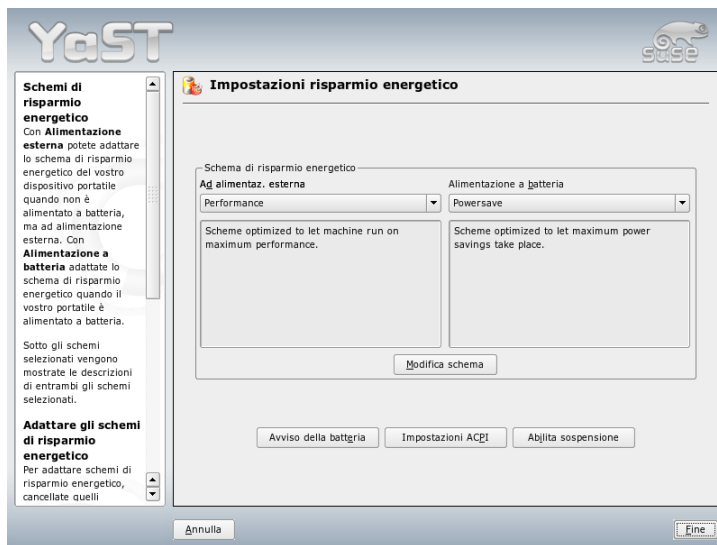 YaST
SUSE
Schemi di
risparmio
energetico
Con Alimentazione
esterna potete adattare
lo schema di risparmio
energetico del vostro
dispositivo portatile
quando non è
alimentato a batteria,
ma ad alimentazione
esterna. Con
Alimentazione a
batteria adattate lo
schema di risparmio
energetico quando il
vostro portatile è
alimentato a batteria.
Sotto gli schemi
selezionati vengono
mostrate le descrizioni
di entrambi gli schemi
selezionati.
Adattare gli schemi
di risparmio
energetico
Per adattare schemi di
risparmio energetico,
cancellate quelli
Impostazioni risparmio energetico
Schema di risparmio energetico
Ad alimentaz. esterna
Performance
Scheme optimized to let machine run on
maximum performance.
Alimentazione a batteria
Powersave
Scheme optimized to let maximum power
savings take place.
Modifica schema
Avviso della batteria
Impostazioni ACPI
Abilita sospensione
Annulla
Fine